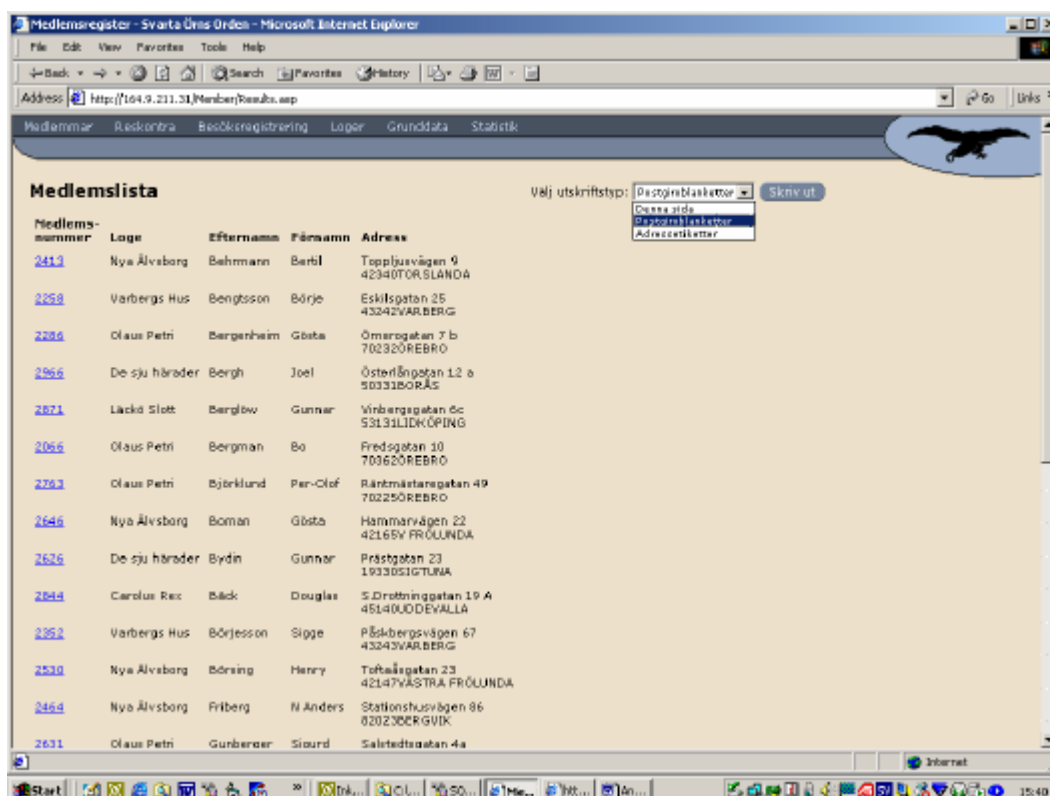 Medlemsregister - Svarta Örns Orden - Microsoft Internet Explorer
File Edit View Favorites Tools Help
Back Search Favorites History
Address http://164.9.211.31/Member/Results.asp Go Links
Medlemmar Reskontra Besöksregistrering Loger Grunddata Statistik
Medlemslista
Välj utskriftstyp: Postgiroblanketter Skriv ut
Denna sida
Postgiroblanketter
Adressetiketter
Medlems-
nummer Loge Efternamn Förnamn Adress
2413 Nya Älvsborg Behrmann Bertil Toppljusvägen 9
42340TORSLANDA
2258 Varbergs Hus Bengtsson Börje Eskilsgatan 25
43242VARBERG
2286 Olaus Petri Bergenheim Gösta Ömsrogatan 7 b
70232ÖREBRO
2966 De sju härader Bergh Joel Österlångatan 12 a
50331BORÅS
2871 Läckö Slott Berglöw Gunnar Vinbergsgatan 6c
53131LIDKÖPING
2066 Olaus Petri Bergman Bo Fredsgatan 10
70362ÖREBRO
2763 Olaus Petri Björklund Per-Olof Räntmästaregatan 49
70225ÖREBRO
2646 Nya Älvsborg Boman Gösta Hammarvägen 22
42165V FRÖLUNDA
2626 De sju härader Bydin Gunnar Prästgatan 23
19330SIGTUNA
2844 Carolus Rex Bäck Douglas S.Drottninggatan 19 A
45140UDDEVALLA
2352 Varbergs Hus Börjesson Sigge Påskbergsvägen 67
43243VARBERG
2530 Nya Älvsborg Börsing Henry Toftaåsgatan 23
42147VÄSTRA FRÖLUNDA
2464 Nya Älvsborg Friberg N Anders Stationshusvägen 86
82023BERGVIK
2631 Olaus Petri Gunberger Sigurd Salstedtsgatan 4a
Internet
Start 15:40